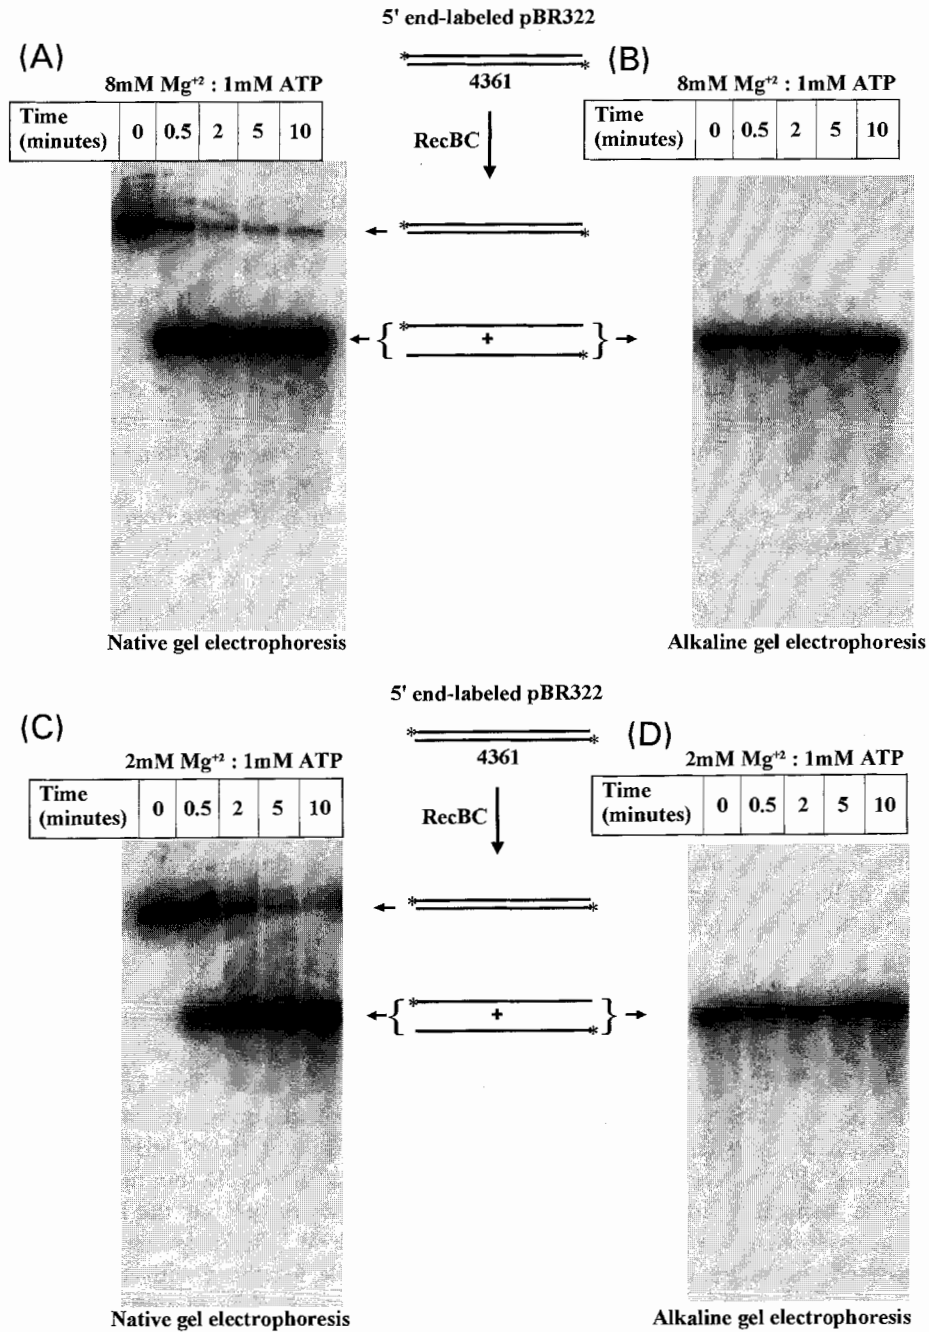 5' end-labeled pBR322
(A)
(B)
* *
4361
8mM Mg⁺² : 1mM ATP
8mM Mg⁺² : 1mM ATP
Time (minutes) 0 0.5 2 5 10
RecBC
Time (minutes) 0 0.5 2 5 10
* *
{ * + * }
Native gel electrophoresis
Alkaline gel electrophoresis
5' end-labeled pBR322
(C)
(D)
* *
4361
2mM Mg⁺² : 1mM ATP
2mM Mg⁺² : 1mM ATP
Time (minutes) 0 0.5 2 5 10
RecBC
Time (minutes) 0 0.5 2 5 10
* *
{ * + * }
Native gel electrophoresis
Alkaline gel electrophoresis